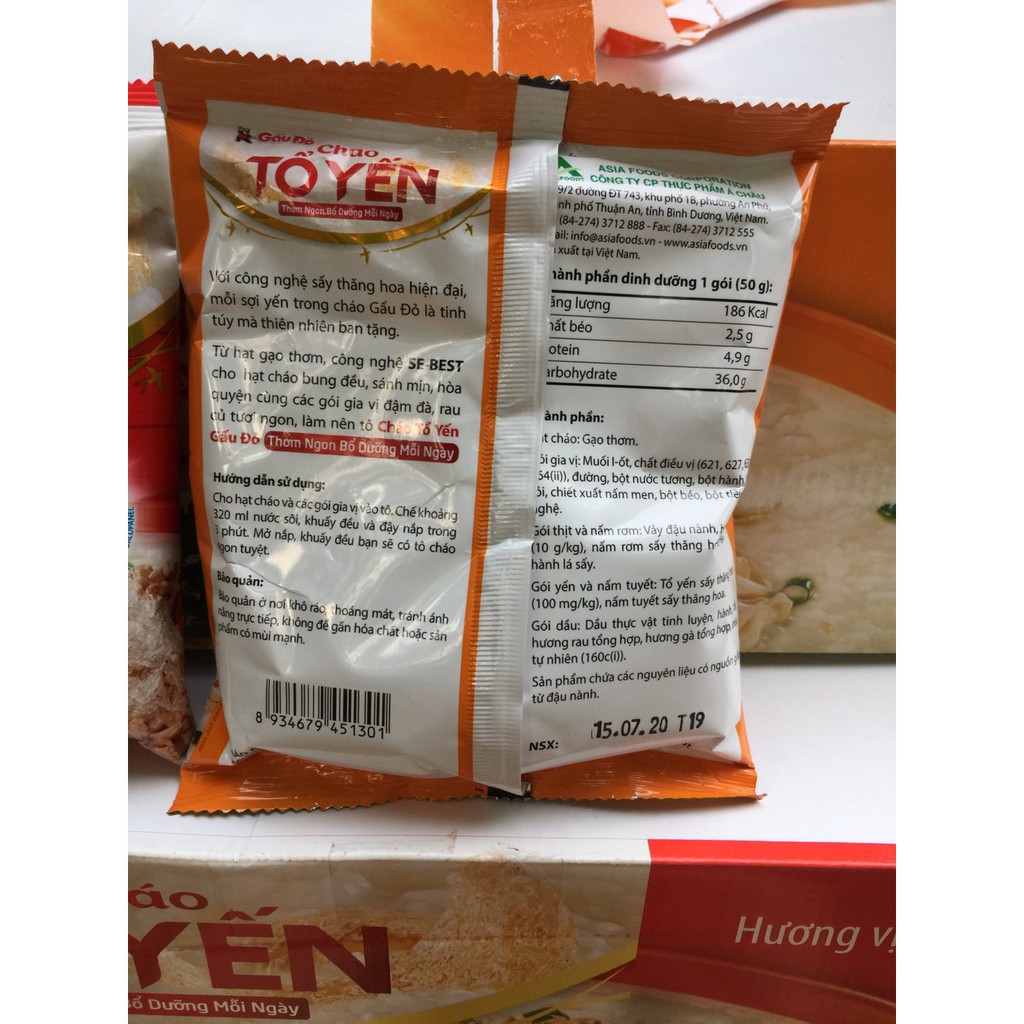 Gấu Đỏ
Cháo
TỔ YẾN
Thơm Ngon, Bổ Dưỡng Mỗi Ngày
Với công nghệ sấy thăng hoa hiện đại,
mỗi sợi yến trong cháo Gấu Đỏ là tinh
túy mà thiên nhiên ban tặng.
Từ hạt gạo thơm, công nghệ SF-BEST
cho hạt cháo bung đều, sánh mịn, hòa
quyện cùng các gói gia vị đậm đà, rau
củ tươi ngon, làm nên tô Cháo Tổ Yến
Gấu Đỏ Thơm Ngon Bổ Dưỡng Mỗi Ngày
Hướng dẫn sử dụng:
Cho hạt cháo và các gói gia vị vào tô. Chế khoảng
320 ml nước sôi, khuấy đều và đậy nắp trong
3 phút. Mở nắp, khuấy đều bạn sẽ có tô cháo
ngon tuyệt.
Bảo quản:
Bảo quản ở nơi khô ráo, thoáng mát, tránh ánh
nắng trực tiếp, không để gần hóa chất hoặc sản
phẩm có mùi mạnh.
8 934679 451301
ASIA FOODS CORPORATION
CÔNG TY CP THỰC PHẨM Á CHÂU
9/2 đường ĐT 743, khu phố 1B, phường An Phú,
phố Thuận An, tỉnh Bình Dương, Việt Nam.
(84-274) 3712 888 - Fax: (84-274) 3712 555
info@asiafoods.vn - www.asiafoods.vn
xuất tại Việt Nam.
phần dinh dưỡng 1 gói (50 g):
lượng 186 Kcal
béo 2,5 g
4,9 g
36,0 g
phần:
cháo: Gạo thơm.
gia vị: Muối I-ốt, chất điều vị (621, 627,
đường, bột nước tương, bột hành,
chiết xuất nấm men, bột béo, bột
Gói thịt và nấm rơm: Vảy đậu nành,
(10 g/kg), nấm rơm sấy thăng
hành lá sấy.
Gói yến và nấm tuyết: Tổ yến sấy
(100 mg/kg), nấm tuyết sấy thăng hoa.
Gói dầu: Dầu thực vật tinh luyện, hành,
hương rau tổng hợp, hương gà tổng hợp,
tự nhiên (160c(i)).
Sản phẩm chứa các nguyên liệu có nguồn
từ đậu nành.
NSX: 15.07.20 T19
YẾN
Bổ Dưỡng Mỗi Ngày
Hương